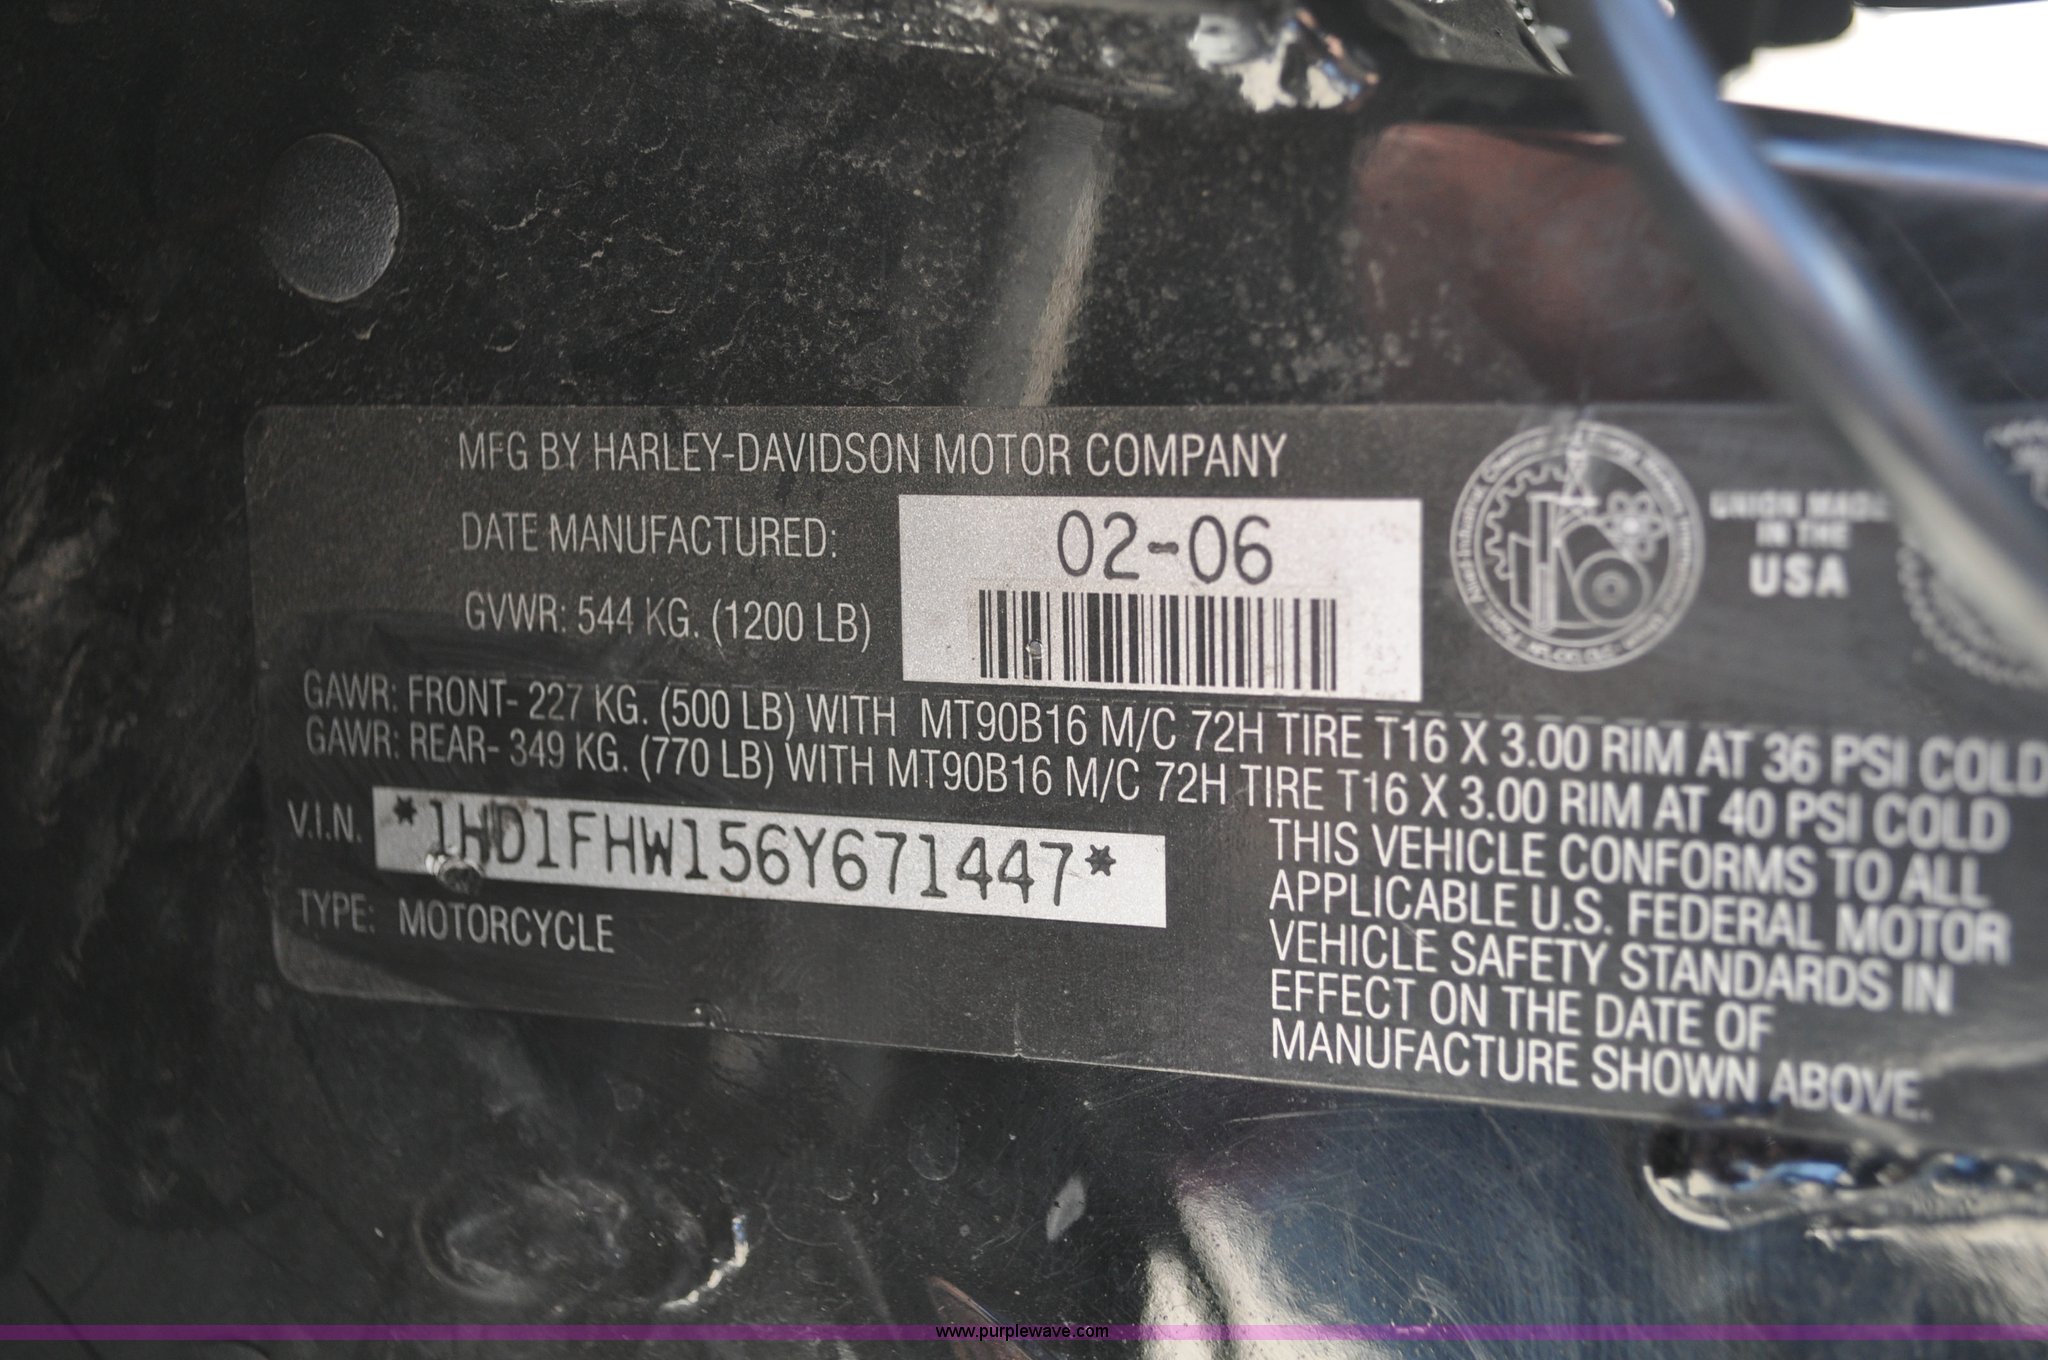 MFG BY HARLEY-DAVIDSON MOTOR COMPANY
DATE MANUFACTURED: 02-06
GVWR: 544 KG. (1200 LB)
UNION MADE
IN THE
USA
GAWR: FRONT- 227 KG. (500 LB) WITH MT90B16 M/C 72H TIRE T16 X 3.00 RIM AT 36 PSI COLD
GAWR: REAR- 349 KG. (770 LB) WITH MT90B16 M/C 72H TIRE T16 X 3.00 RIM AT 40 PSI COLD
V.I.N. *1HD1FHW156Y671447*
TYPE: MOTORCYCLE
THIS VEHICLE CONFORMS TO ALL
APPLICABLE U.S. FEDERAL MOTOR
VEHICLE SAFETY STANDARDS IN
EFFECT ON THE DATE OF
MANUFACTURE SHOWN ABOVE.
www.purplewave.com